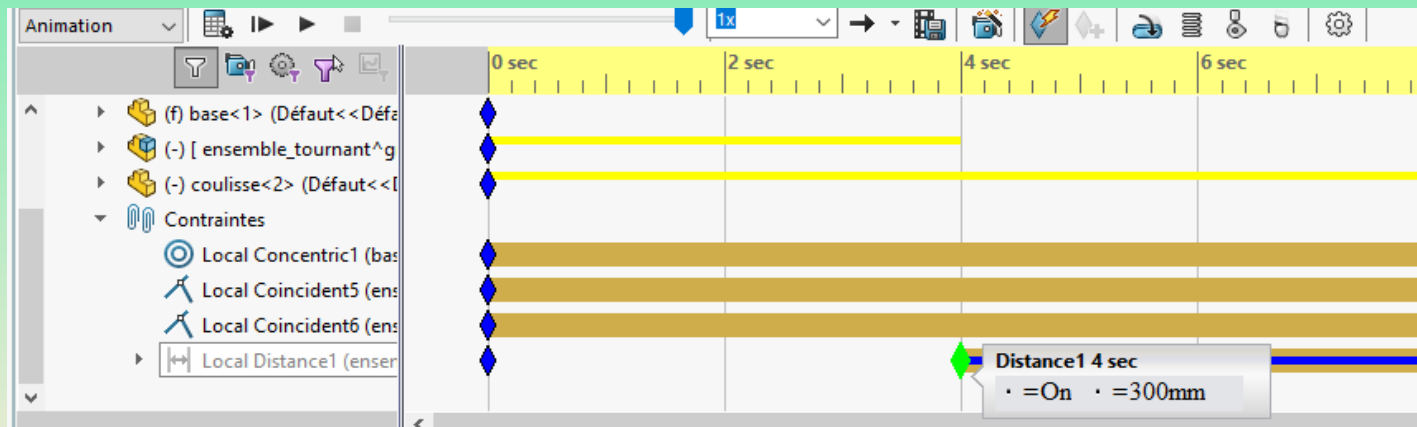 Animation 1x
0 sec 2 sec 4 sec 6 sec
(f) base<1> (Défaut<<Défa
(-) [ ensemble_tournant^g
(-) coulisse<2> (Défaut<<D
Contraintes
Local Concentric1 (bas
Local Coincident5 (ens
Local Coincident6 (ens
Local Distance1 (enser
Distance1 4 sec
· =On · =300mm